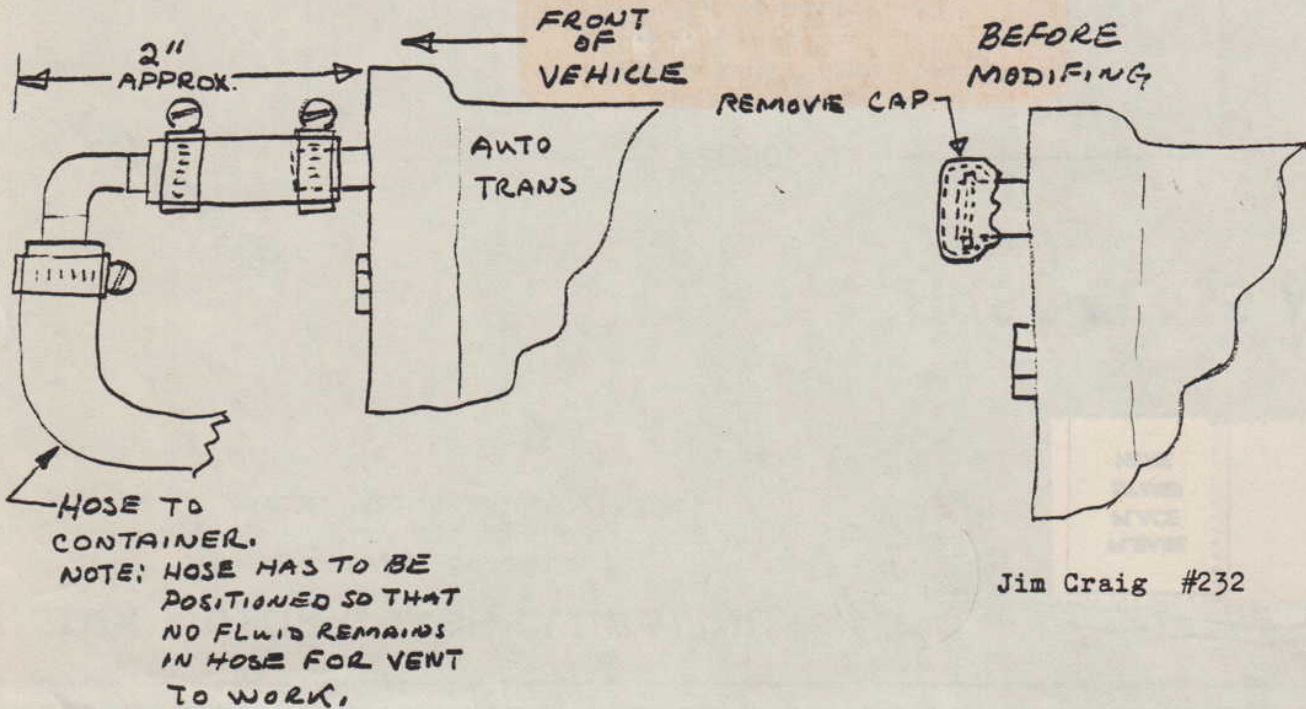 2"
APPROX.
FRONT
OF
VEHICLE
AUTO
TRANS
HOSE TO
CONTAINER.
NOTE: HOSE HAS TO BE
POSITIONED SO THAT
NO FLUID REMAINS
IN HOSE FOR VENT
TO WORK.
BEFORE
MODIFING
REMOVE CAP
Jim Craig #232